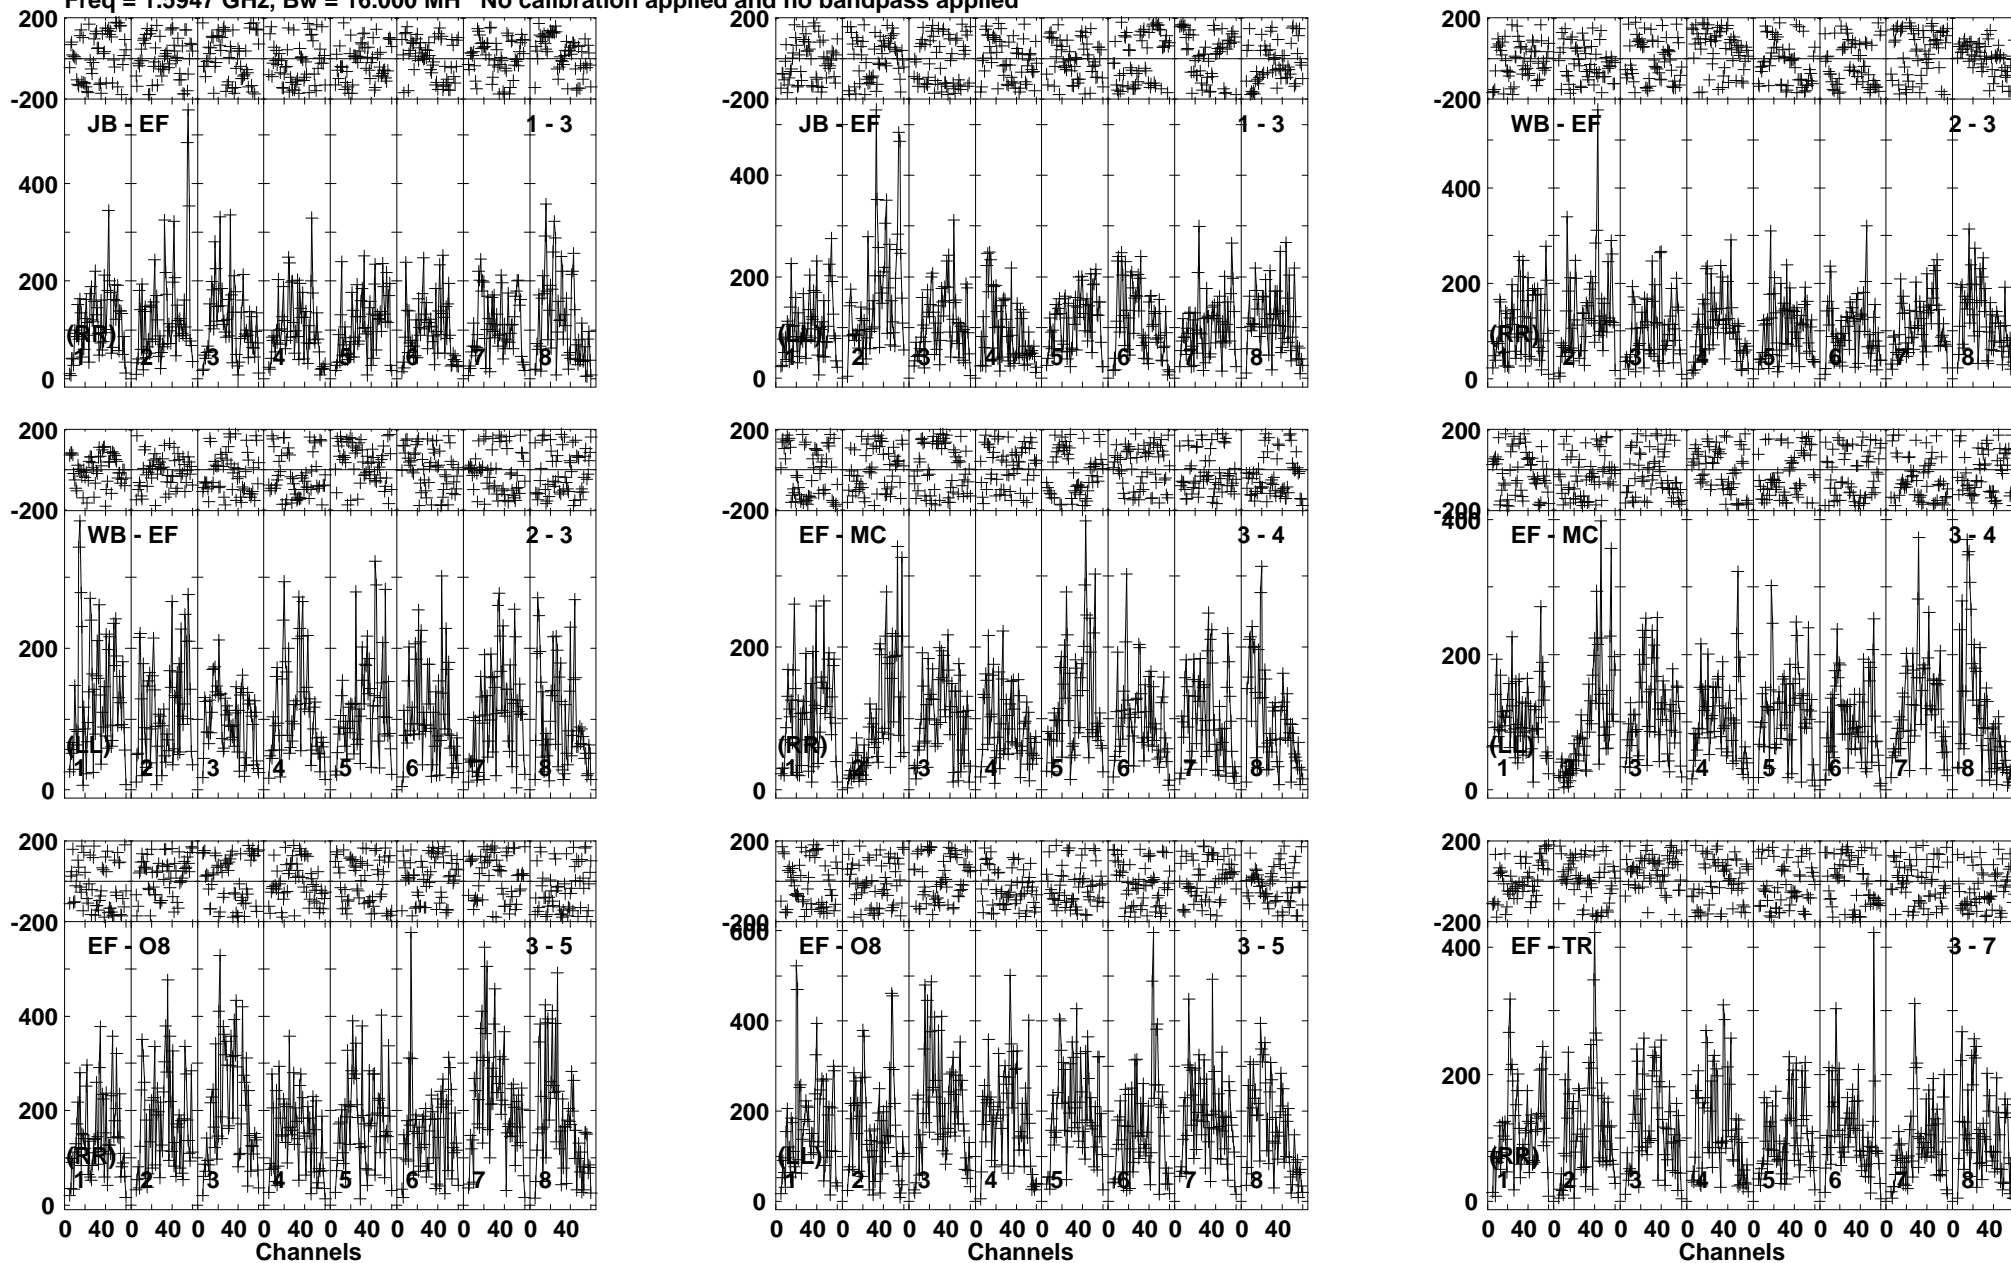 Freq = 1.5947 GHz, Bw = 16.000 MH No calibration applied and no bandpass applied
200 200 200
-200 -200 -200
JB - EF 1 - 3 JB - EF 1 - 3 WB - EF 2 - 3
400 400 400
200 200 200
(RR) (LL) (RR)
1 2 3 4 5 6 7 8 1 2 3 4 5 6 7 8 1 2 3 4 5 6 7 8
0 0 0
200 200 200
-200 -200 -200
400
WB - EF 2 - 3 EF - MC 3 - 4 EF - MC 3 - 4
200 200 200
(LL) (RR) (LL)
1 2 3 4 5 6 7 8 1 2 3 4 5 6 7 8 1 2 3 4 5 6 7 8
0 0 0
200 200 200
-200 -200 -200
600
EF - O8 3 - 5 EF - O8 3 - 5 EF - TR 3 - 7
400 400 400
200 200 200
(RR) (LL) (RR)
1 2 3 4 5 6 7 8 1 2 3 4 5 6 7 8 1 2 3 4 5 6 7 8
0 0 0
0 40 0 40 0 40 0 40 0 40 0 40 0 40 0 40 0 40 0 40 0 40 0 40 0 40 0 40 0 40 0 40 0 40 0 40 0 40 0 40 0 40 0 40 0 40 0 40
Channels Channels Channels